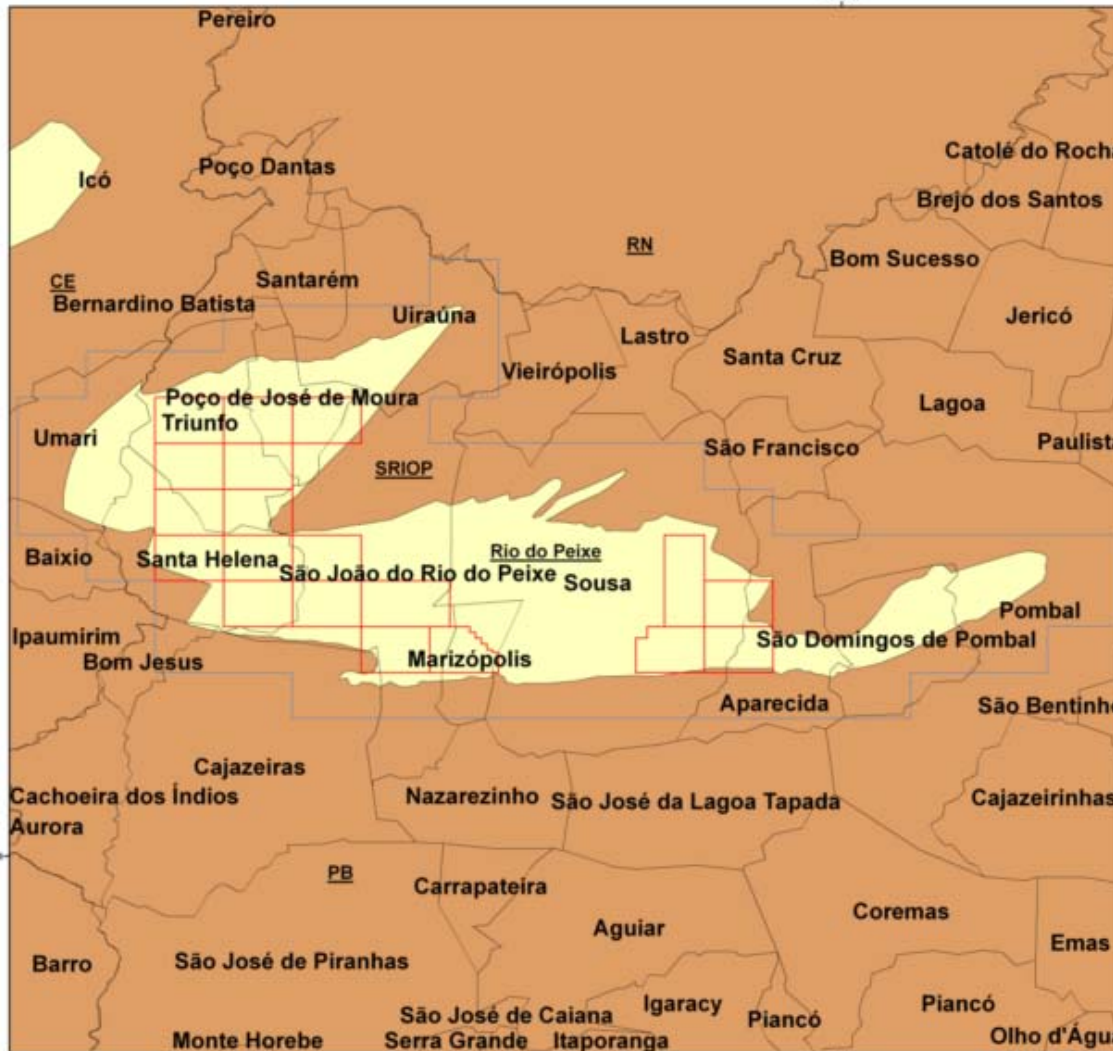 Pereiro
Catolé do Rocha
Poço Dantas
Icó
Brejo dos Santos
RN
Bom Sucesso
CE
Santarém
Bernardino Batista
Uiraúna
Jericó
Lastro
Santa Cruz
Vieirópolis
Poço de José de Moura
Lagoa
Triunfo
Umari
São Francisco
Paulista
SRIOP
Rio do Peixe
Baixio
Santa Helena
São João do Rio do Peixe
Sousa
Pombal
Ipaumirim
São Domingos de Pombal
Bom Jesus
Marizópolis
Aparecida
São Bentinho
Cajazeiras
Cachoeira dos Índios
Nazarezinho
São José da Lagoa Tapada
Cajazeirinhas
Aurora
PB
Carrapateira
Coremas
Aguiar
Emas
Barro
São José de Piranhas
Igaracy
Piancó
São José de Caiana
Piancó
Monte Horebe
Serra Grande
Itaporanga
Olho d'Águ